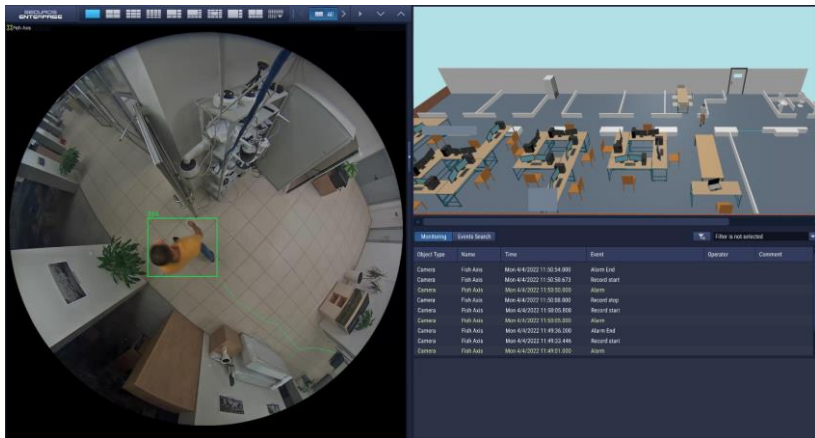 SECUROS
ENTERPRISE
Fish Axis
Monitoring Events Search Filter is not selected
Object Type Name Time Event Operator Comment
Camera Fish Axis Mon 4/4/2022 11:50:54.000 Alarm End
Camera Fish Axis Mon 4/4/2022 11:50:50.673 Record start
Camera Fish Axis Mon 4/4/2022 11:50:50.000 Alarm
Camera Fish Axis Mon 4/4/2022 11:50:08.000 Record stop
Camera Fish Axis Mon 4/4/2022 11:50:05.808 Record start
Camera Fish Axis Mon 4/4/2022 11:50:05.000 Alarm
Camera Fish Axis Mon 4/4/2022 11:49:36.000 Alarm End
Camera Fish Axis Mon 4/4/2022 11:49:33.446 Record start
Camera Fish Axis Mon 4/4/2022 11:49:01.000 Alarm